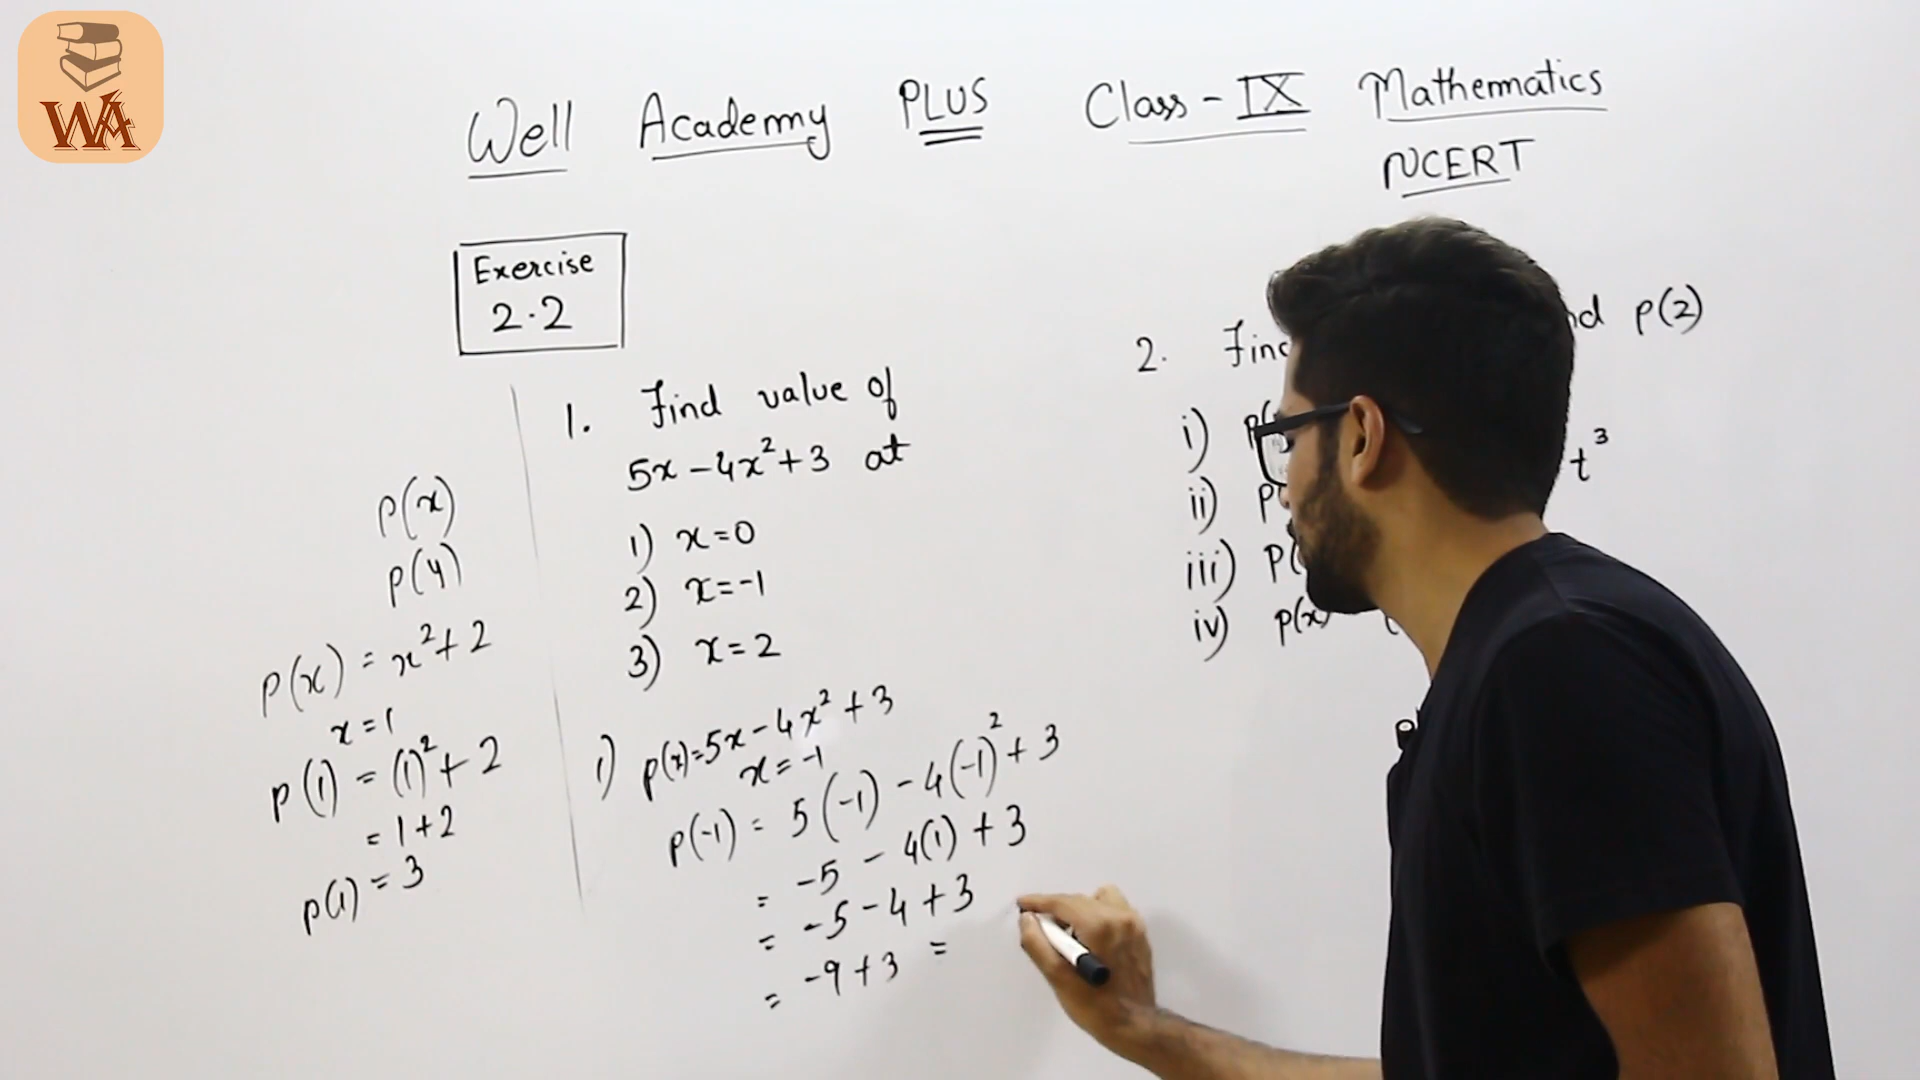 WA
Well Academy PLUS Class - IX Mathematics
NCERT
Exercise
2.2
P(x)
P(4)
P(x) = x²+2
x=1
P(1) = (1)²+2
= 1+2
P(1) = 3
1. Find value of
5x - 4x²+3 at
1) x=0
2) x=-1
3) x=2
1) P(x)=5x-4x²+3
x=-1
P(-1) = 5(-1) - 4(-1)²+3
= -5 - 4(1) + 3
= -5-4+3
= -9+3 =
2. P(2)
i) t³
ii)
iii)
iv) P(x)